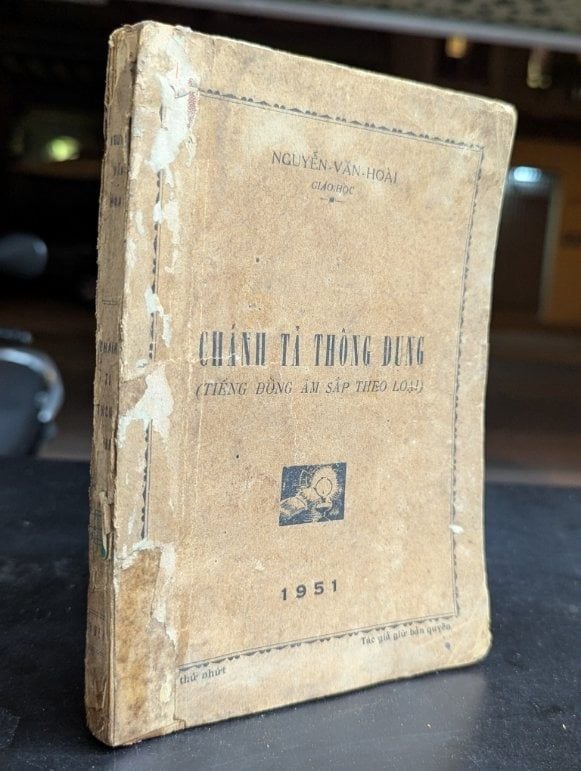 NGUYỄN-VĂN-HOÀI
GIÁO-HỌC
CHÁNH TẢ THÔNG DỤNG
(TIẾNG ĐỒNG ÂM SẮP THEO LOẠI)
1951
Tác giả giữ bản quyền
thứ nhứt